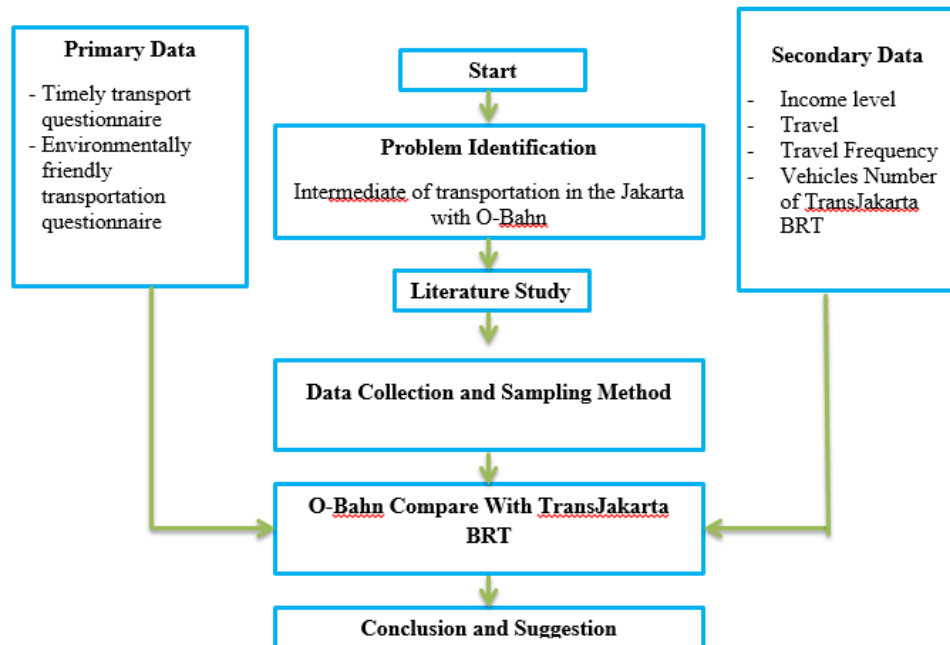 Primary Data
- Timely transport
questionnaire
- Environmentally
friendly
transportation
questionnaire
Start
Problem Identification
Intermediate of transportation in the Jakarta
with O-Bahn
Literature Study
Data Collection and Sampling Method
O-Bahn Compare With TransJakarta
BRT
Conclusion and Suggestion
Secondary Data
- Income level
- Travel
- Travel Frequency
- Vehicles Number
of TransJakarta
BRT